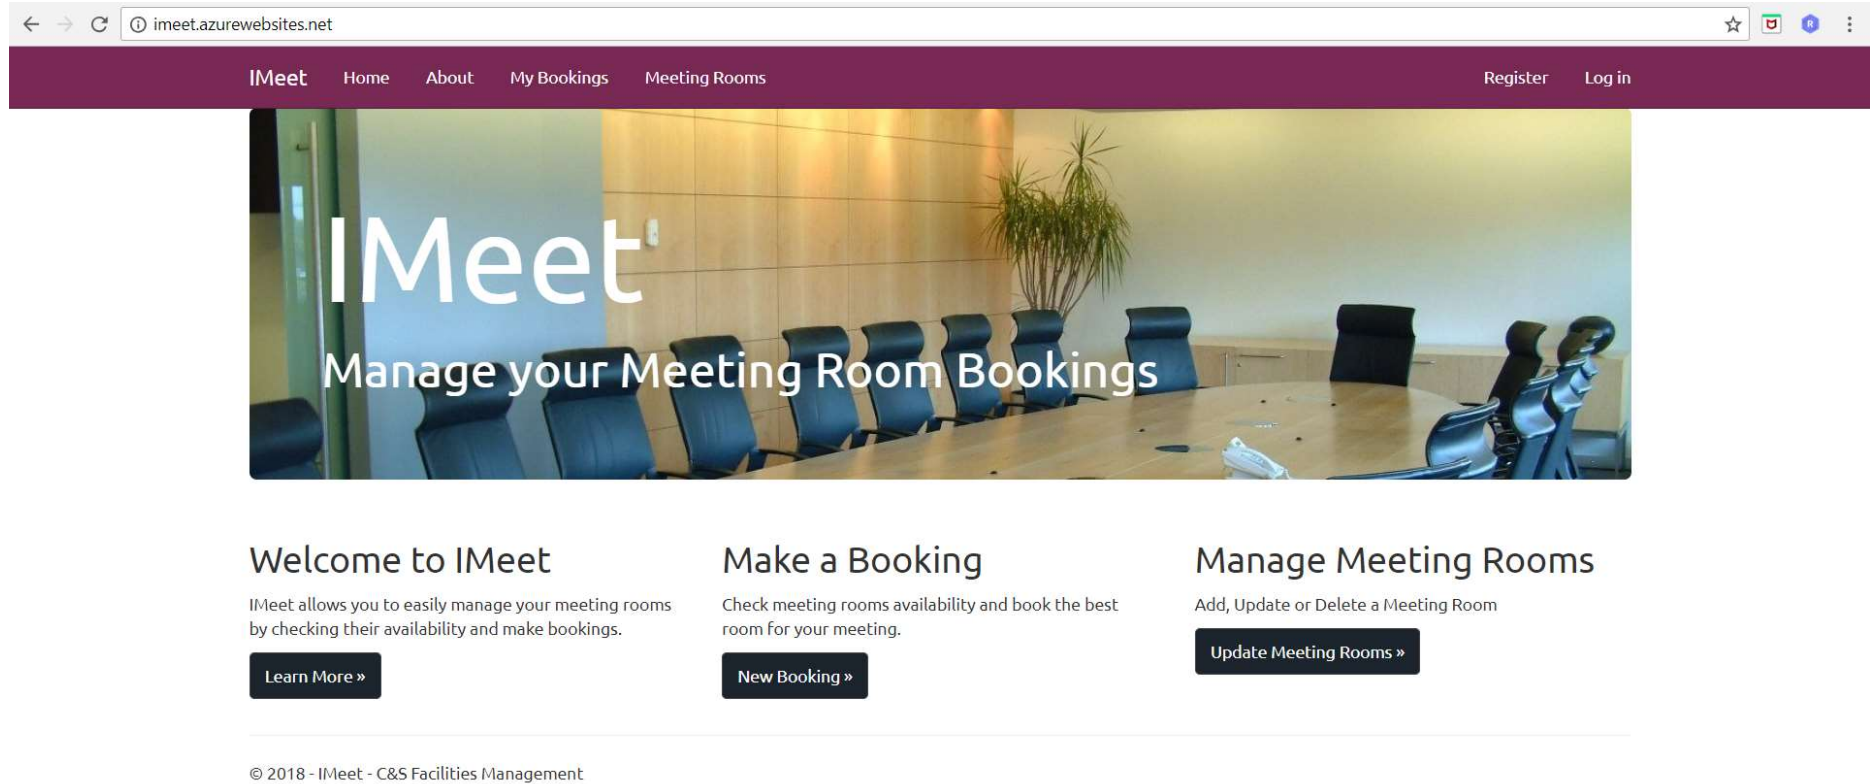 imeet.azurewebsites.net
IMeet Home About My Bookings Meeting Rooms Register Log in
IMeet
Manage your Meeting Room Bookings
Welcome to IMeet
IMeet allows you to easily manage your meeting rooms
by checking their availability and make bookings.
Learn More »
Make a Booking
Check meeting rooms availability and book the best
room for your meeting.
New Booking »
Manage Meeting Rooms
Add, Update or Delete a Meeting Room
Update Meeting Rooms »
© 2018 - IMeet - C&S Facilities Management